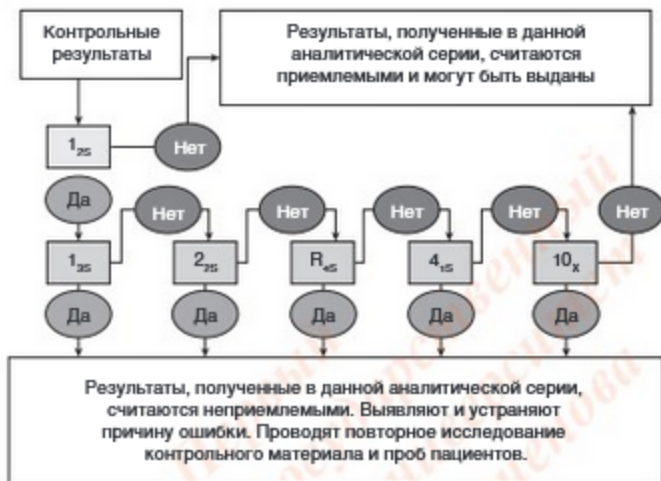 Контрольные
результаты
Результаты, полученные в данной
аналитической серии, считаются
приемлемыми и могут быть выданы
1₂ₛ
Нет
Да
1₃ₛ
Нет
2₂ₛ
Нет
R₄ₛ
Нет
4₁ₛ
Нет
10ₓ
Нет
Да
Да
Да
Да
Да
Результаты, полученные в данной аналитической серии,
считаются неприемлемыми. Выявляют и устраняют
причину ошибки. Проводят повторное исследование
контрольного материала и проб пациентов.